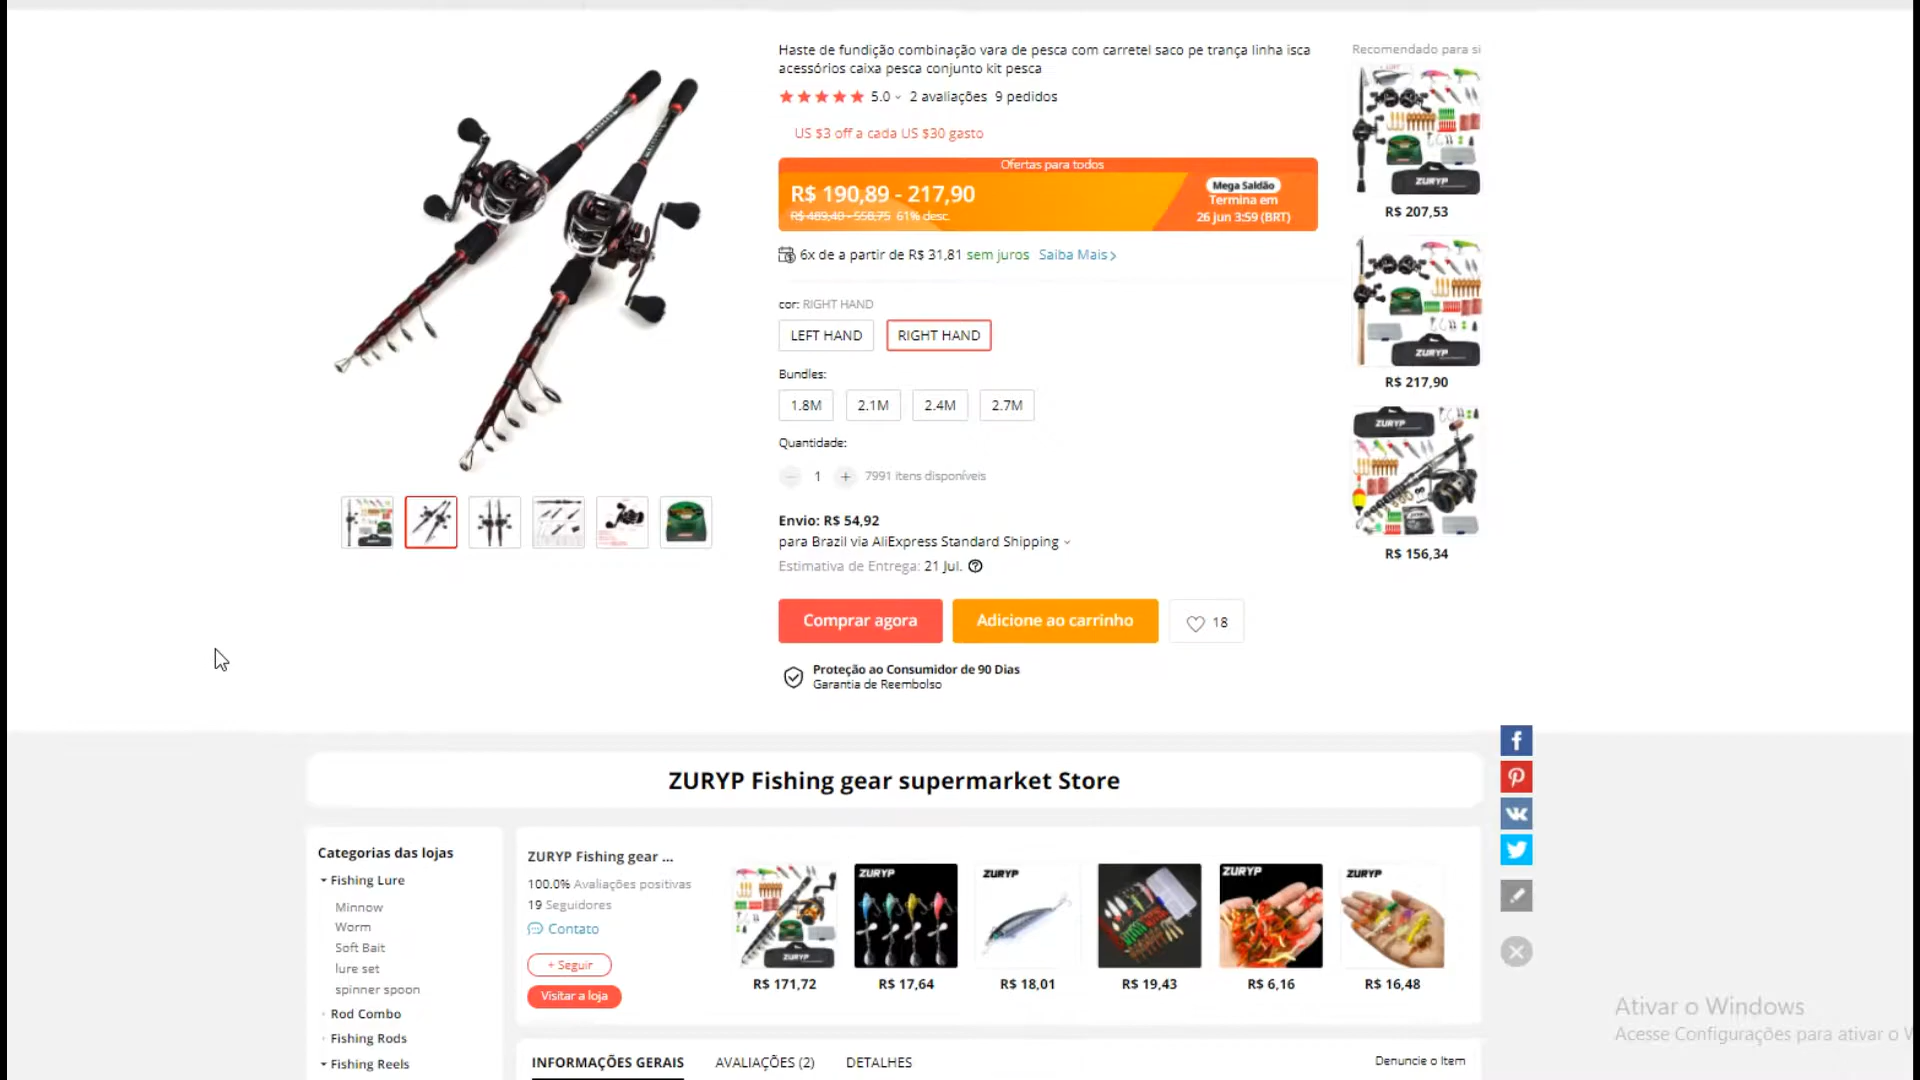 Haste de fundição combinação vara de pesca com carretel saco pe trança linha isca
acessórios caixa pesca conjunto kit pesca
5.0 2 avaliações 9 pedidos
US $3 off a cada US $30 gasto
Ofertas para todos
R$ 190,89 - 217,90
R$ 489,48 - 558,75 61% desc.
Mega Saldão
Termina em
26 jun 3:59 (BRT)
6x de a partir de R$ 31,81 sem juros Saiba Mais
cor: RIGHT HAND
LEFT HAND RIGHT HAND
Bundles:
1.8M 2.1M 2.4M 2.7M
Quantidade:
1 7991 itens disponíveis
Envio: R$ 54,92
para Brazil via AliExpress Standard Shipping
Estimativa de Entrega: 21 Jul.
Comprar agora Adicione ao carrinho 18
Proteção ao Consumidor de 90 Dias
Garantia de Reembolso
Recomendado para si
ZURYP
R$ 207,53
ZURYP
R$ 217,90
ZURYP
R$ 156,34
ZURYP Fishing gear supermarket Store
Categorias das lojas
Fishing Lure
Minnow
Worm
Soft Bait
lure set
spinner spoon
Rod Combo
Fishing Rods
Fishing Reels
ZURYP Fishing gear ...
100.0% Avaliações positivas
19 Seguidores
Contato
+ Seguir
Visitar a loja
ZURYP
ZURYP
ZURYP
ZURYP
ZURYP
R$ 171,72 R$ 17,64 R$ 18,01 R$ 19,43 R$ 6,16 R$ 16,48
INFORMAÇÕES GERAIS AVALIAÇÕES (2) DETALHES Denuncie o Item
Ativar o Windows
Acesse Configurações para ativar o W